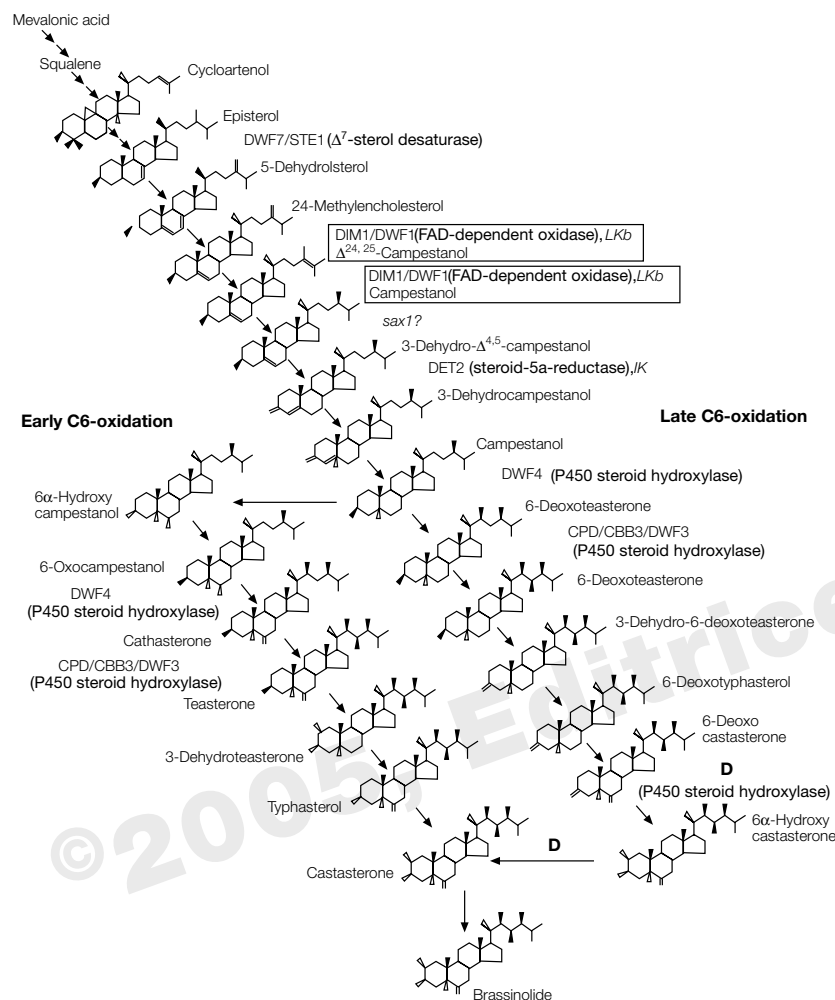 Mevalonic acid
Squalene
Cycloartenol
Episterol
DWF7/STE1 (Δ⁷-sterol desaturase)
5-Dehydrolsterol
24-Methylencholesterol
DIM1/DWF1(FAD-dependent oxidase), LKb
Δ²⁴, ²⁵-Campestanol
DIM1/DWF1(FAD-dependent oxidase),LKb
Campestanol
sax1?
3-Dehydro-Δ⁴,⁵-campestanol
DET2 (steroid-5a-reductase),lK
3-Dehydrocampestanol
Early C6-oxidation
Late C6-oxidation
Campestanol
DWF4 (P450 steroid hydroxylase)
6α-Hydroxy
campestanol
6-Deoxoteasterone
CPD/CBB3/DWF3
(P450 steroid hydroxylase)
6-Oxocampestanol
6-Deoxoteasterone
DWF4
(P450 steroid hydroxylase)
3-Dehydro-6-deoxoteasterone
Cathasterone
CPD/CBB3/DWF3
(P450 steroid hydroxylase)
6-Deoxotyphasterol
Teasterone
6-Deoxo
castasterone
3-Dehydroteasterone
D
(P450 steroid hydroxylase)
Typhasterol
6α-Hydroxy
castasterone
D
Castasterone
Brassinolide
©2005, Editrice